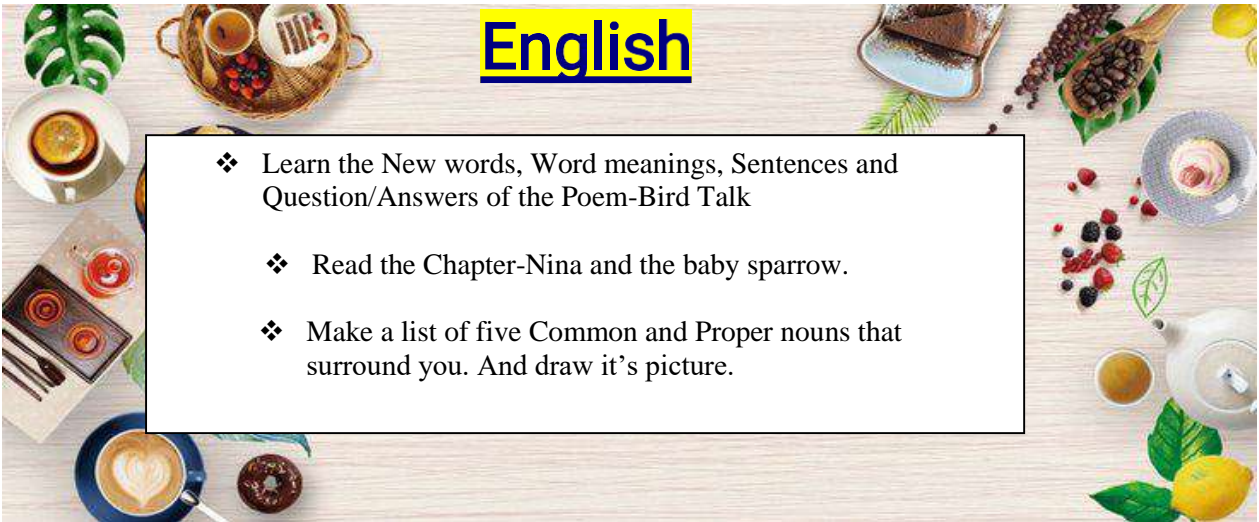 English
❖ Learn the New words, Word meanings, Sentences and
Question/Answers of the Poem-Bird Talk
❖ Read the Chapter-Nina and the baby sparrow.
❖ Make a list of five Common and Proper nouns that
surround you. And draw it’s picture.